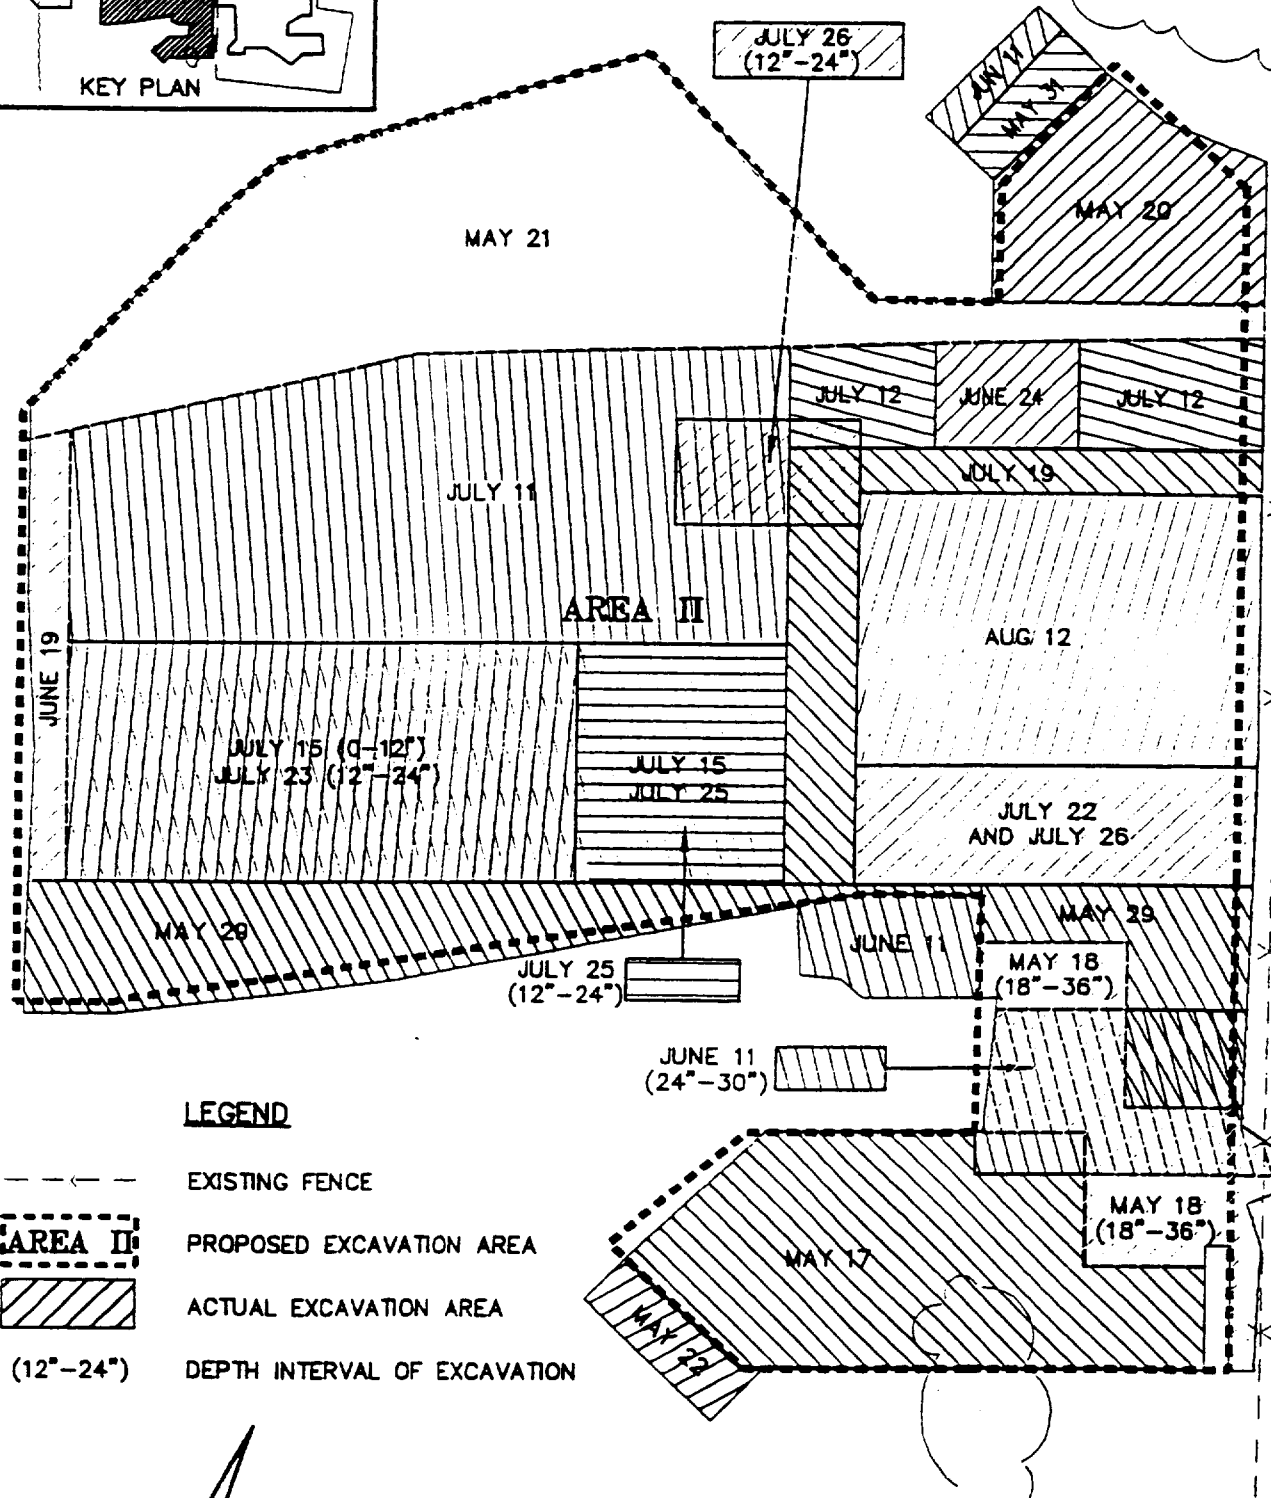 KEY PLAN
JULY 26
(12"-24")
JUN 11
MAY 31
MAY 20
MAY 21
JULY 12
JUNE 24
JULY 12
JULY 19
JULY 11
AREA II
JUNE 19
AUG 12
JULY 15 (0-12")
JULY 23 (12"-24")
JULY 15
JULY 25
JULY 22
AND JULY 26
MAY 29
MAY 29
JUNE 11
MAY 18
(18"-36")
JULY 25
(12"-24")
JUNE 11
(24"-30")
LEGEND
EXISTING FENCE
AREA II
PROPOSED EXCAVATION AREA
ACTUAL EXCAVATION AREA
(12"-24")
DEPTH INTERVAL OF EXCAVATION
MAY 18
(18"-36")
MAY 17
MAY 22